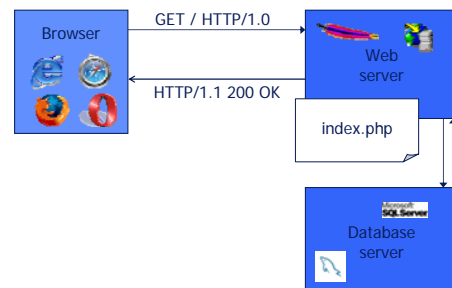 Browser
GET / HTTP/1.0
HTTP/1.1 200 OK
Web
server
index.php
Microsoft
SQL Server
Database
server